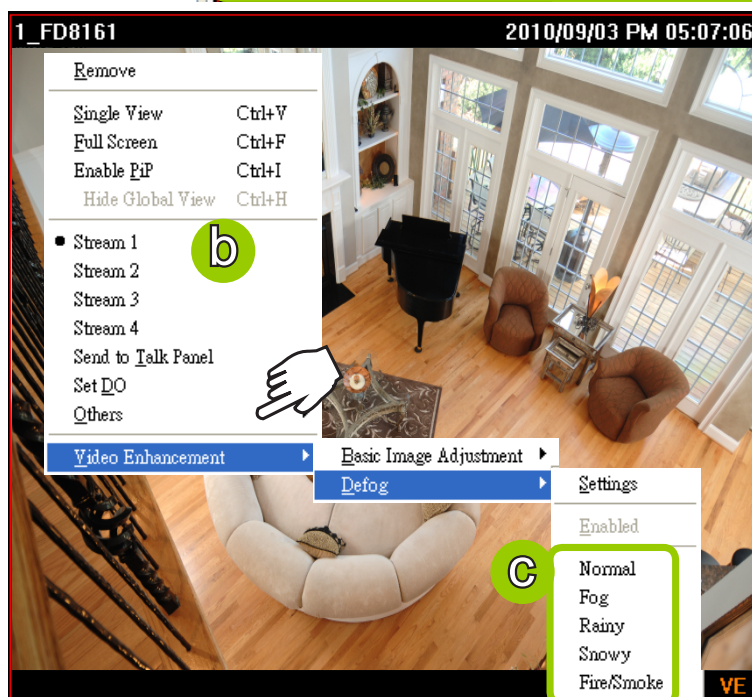 1_FD8161 2010/09/03 PM 05:07:06
Remove
Single View Ctrl+V
Full Screen Ctrl+F
Enable PiP Ctrl+I
Hide Global View Ctrl+H
b
Stream 1
Stream 2
Stream 3
Stream 4
Send to Talk Panel
Set DO
Others
Video Enhancement
Basic Image Adjustment
Defog
Settings
Enabled
c
Normal
Fog
Rainy
Snowy
Fire/Smoke
VE